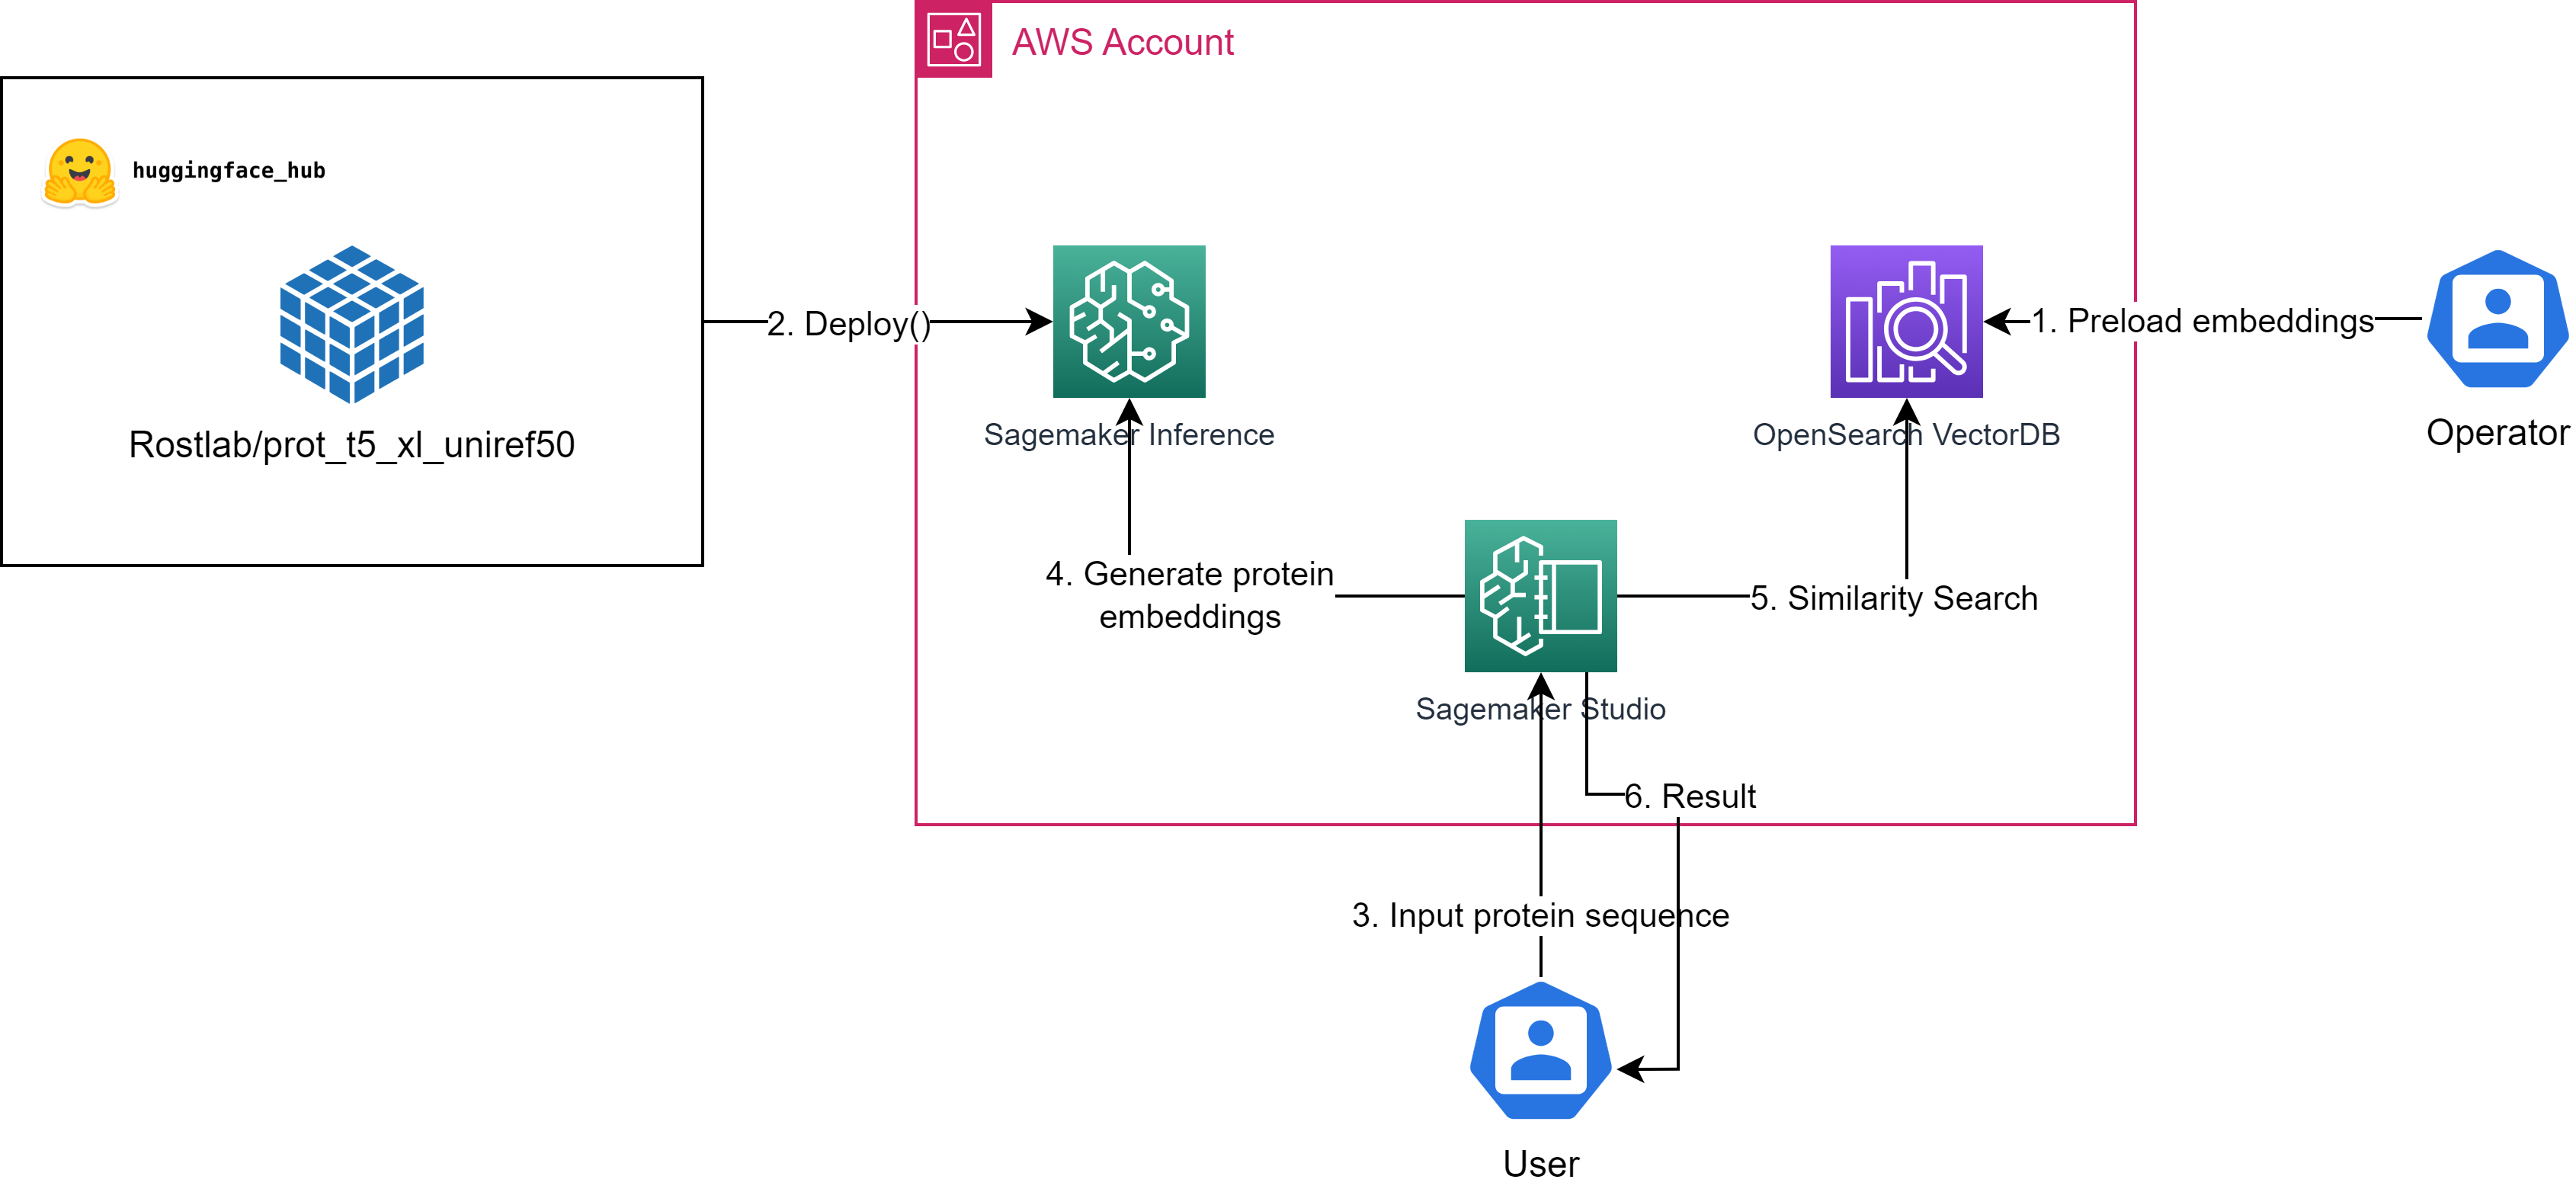 AWS Account
huggingface_hub
Rostlab/prot_t5_xl_uniref50
2. Deploy()
Sagemaker Inference
OpenSearch VectorDB
1. Preload embeddings
Operator
4. Generate protein
embeddings
5. Similarity Search
Sagemaker Studio
6. Result
3. Input protein sequence
User